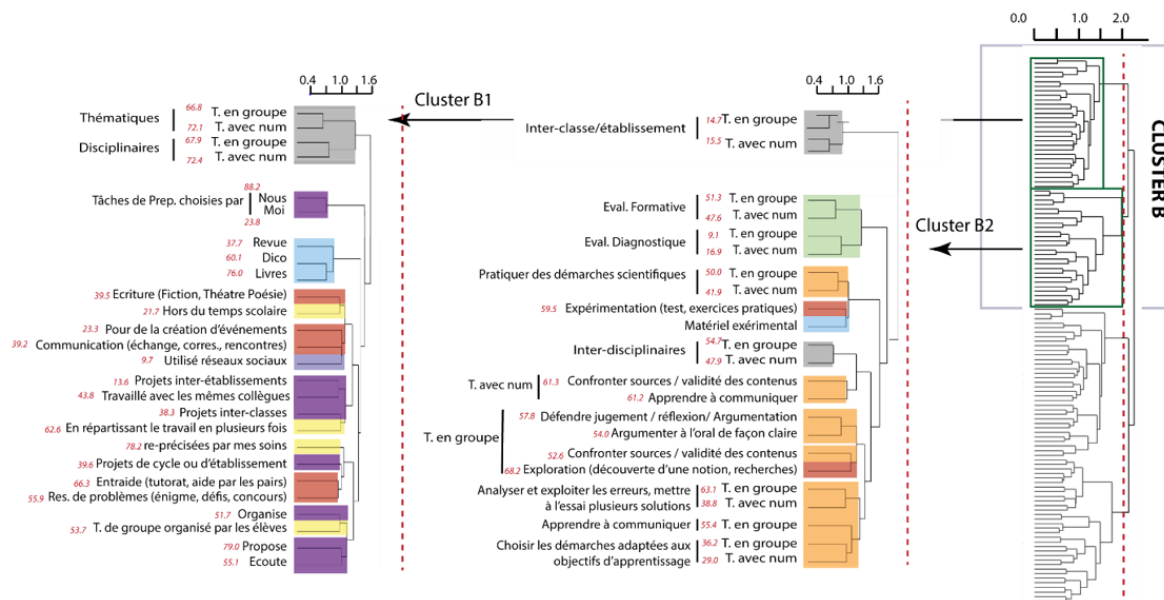 0.0 1.0 2.0
CLUSTER B
0.4 1.0 1.6
Cluster B1
Thématiques
66.8 T. en groupe
72.1 T. avec num
Disciplinaires
67.9 T. en groupe
72.4 T. avec num
Tâches de Prep. choisies par
88.2 Nous
Moi
23.8
37.7 Revue
60.1 Dico
76.0 Livres
39.5 Ecriture (Fiction, Théatre Poésie)
21.7 Hors du temps scolaire
23.3 Pour de la création d'événements
39.2 Communication (échange, corres., rencontres)
9.7 Utilisé réseaux sociaux
13.6 Projets inter-établissements
43.8 Travaillé avec les mêmes collègues
38.3 Projets inter-classes
62.6 En répartissant le travail en plusieurs fois
78.2 re-précisées par mes soins
39.6 Projets de cycle ou d'établissement
66.3 Entraide (tutorat, aide par les pairs)
55.9 Res. de problèmes (énigme, défis, concours)
51.7 Organise
53.7 T. de groupe organisé par les élèves
79.0 Propose
55.1 Ecoute
0.4 1.0 1.6
Cluster B2
Inter-classe/établissement
14.7 T. en groupe
15.5 T. avec num
Eval. Formative
51.3 T. en groupe
47.6 T. avec num
Eval. Diagnostique
9.1 T. en groupe
16.9 T. avec num
Pratiquer des démarches scientifiques
50.0 T. en groupe
41.9 T. avec num
59.5 Expérimentation (test, exercices pratiques)
Matériel exérimental
Inter-disciplinaires
54.7 T. en groupe
47.9 T. avec num
T. avec num
61.3 Confronter sources / validité des contenus
61.2 Apprendre à communiquer
T. en groupe
57.8 Défendre jugement / réflexion/ Argumentation
54.0 Argumenter à l'oral de façon claire
52.6 Confronter sources / validité des contenus
68.2 Exploration (découverte d'une notion, recherches)
Analyser et exploiter les erreurs, mettre
à l'essai plusieurs solutions
63.1 T. en groupe
38.8 T. avec num
Apprendre à communiquer 55.4 T. en groupe
Choisir les démarches adaptées aux
objectifs d'apprentissage
36.2 T. en groupe
29.0 T. avec num